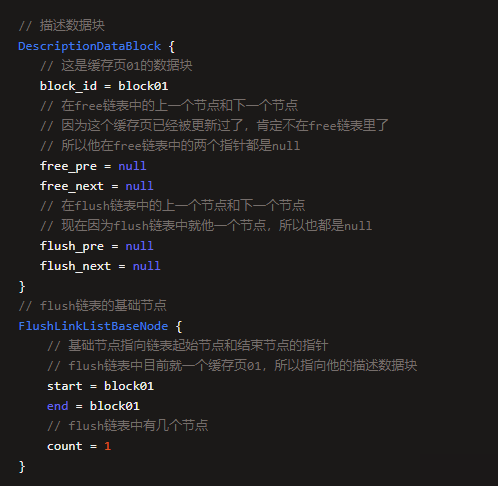 // 描述数据块
DescriptionDataBlock {
// 这是缓存页01的数据块
block_id = block01
// 在free链表中的上一个节点和下一个节点
// 因为这个缓存页已经被更新过了，肯定不在free链表里了
// 所以他在free链表中的两个指针都是null
free_pre = null
free_next = null
// 在flush链表中的上一个节点和下一个节点
// 现在因为flush链表中就他一个节点，所以也都是null
flush_pre = null
flush_next = null
}
// flush链表的基础节点
FlushLinkListBaseNode {
// 基础节点指向链表起始节点和结束节点的指针
// flush链表中目前就一个缓存页01，所以指向他的描述数据块
start = block01
end = block01
// flush链表中有几个节点
count = 1
}